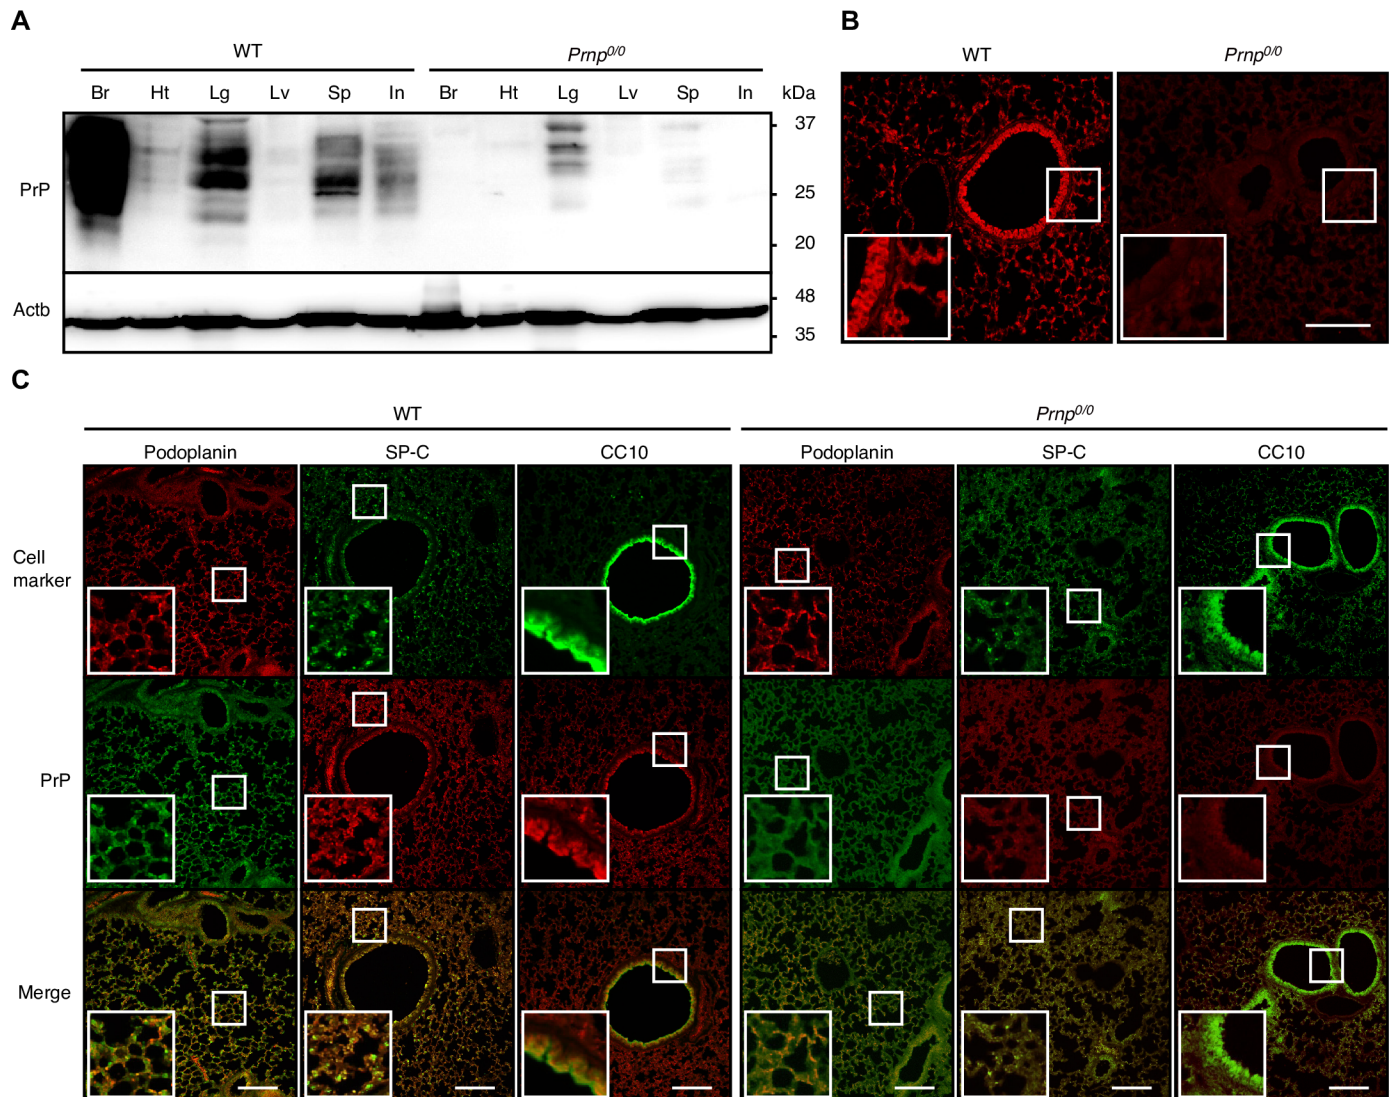 A
B
WT
Prnp0/0
WT
Prnp0/0
Br Ht Lg Lv Sp In Br Ht Lg Lv Sp In kDa
37
PrP
25
20
48
Actb
35
C
WT
Prnp0/0
Podoplanin SP-C CC10 Podoplanin SP-C CC10
Cell
marker
PrP
Merge